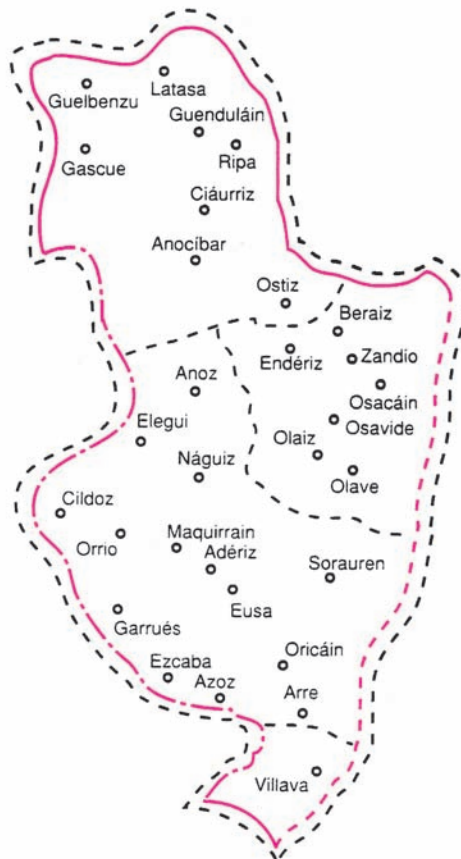 Latasa
Guelbenzu
Guenduláin
Ripa
Gascue
Ciáurriz
Anocíbar
Ostiz
Beraiz
Endériz
Zandio
Anoz
Osacáin
Elegui
Osavide
Olaiz
Náguiz
Olave
Cildoz
Orrio
Maquirrain
Adériz
Sorauren
Eusa
Garrués
Oricáin
Ezcaba
Azoz
Arre
Villava